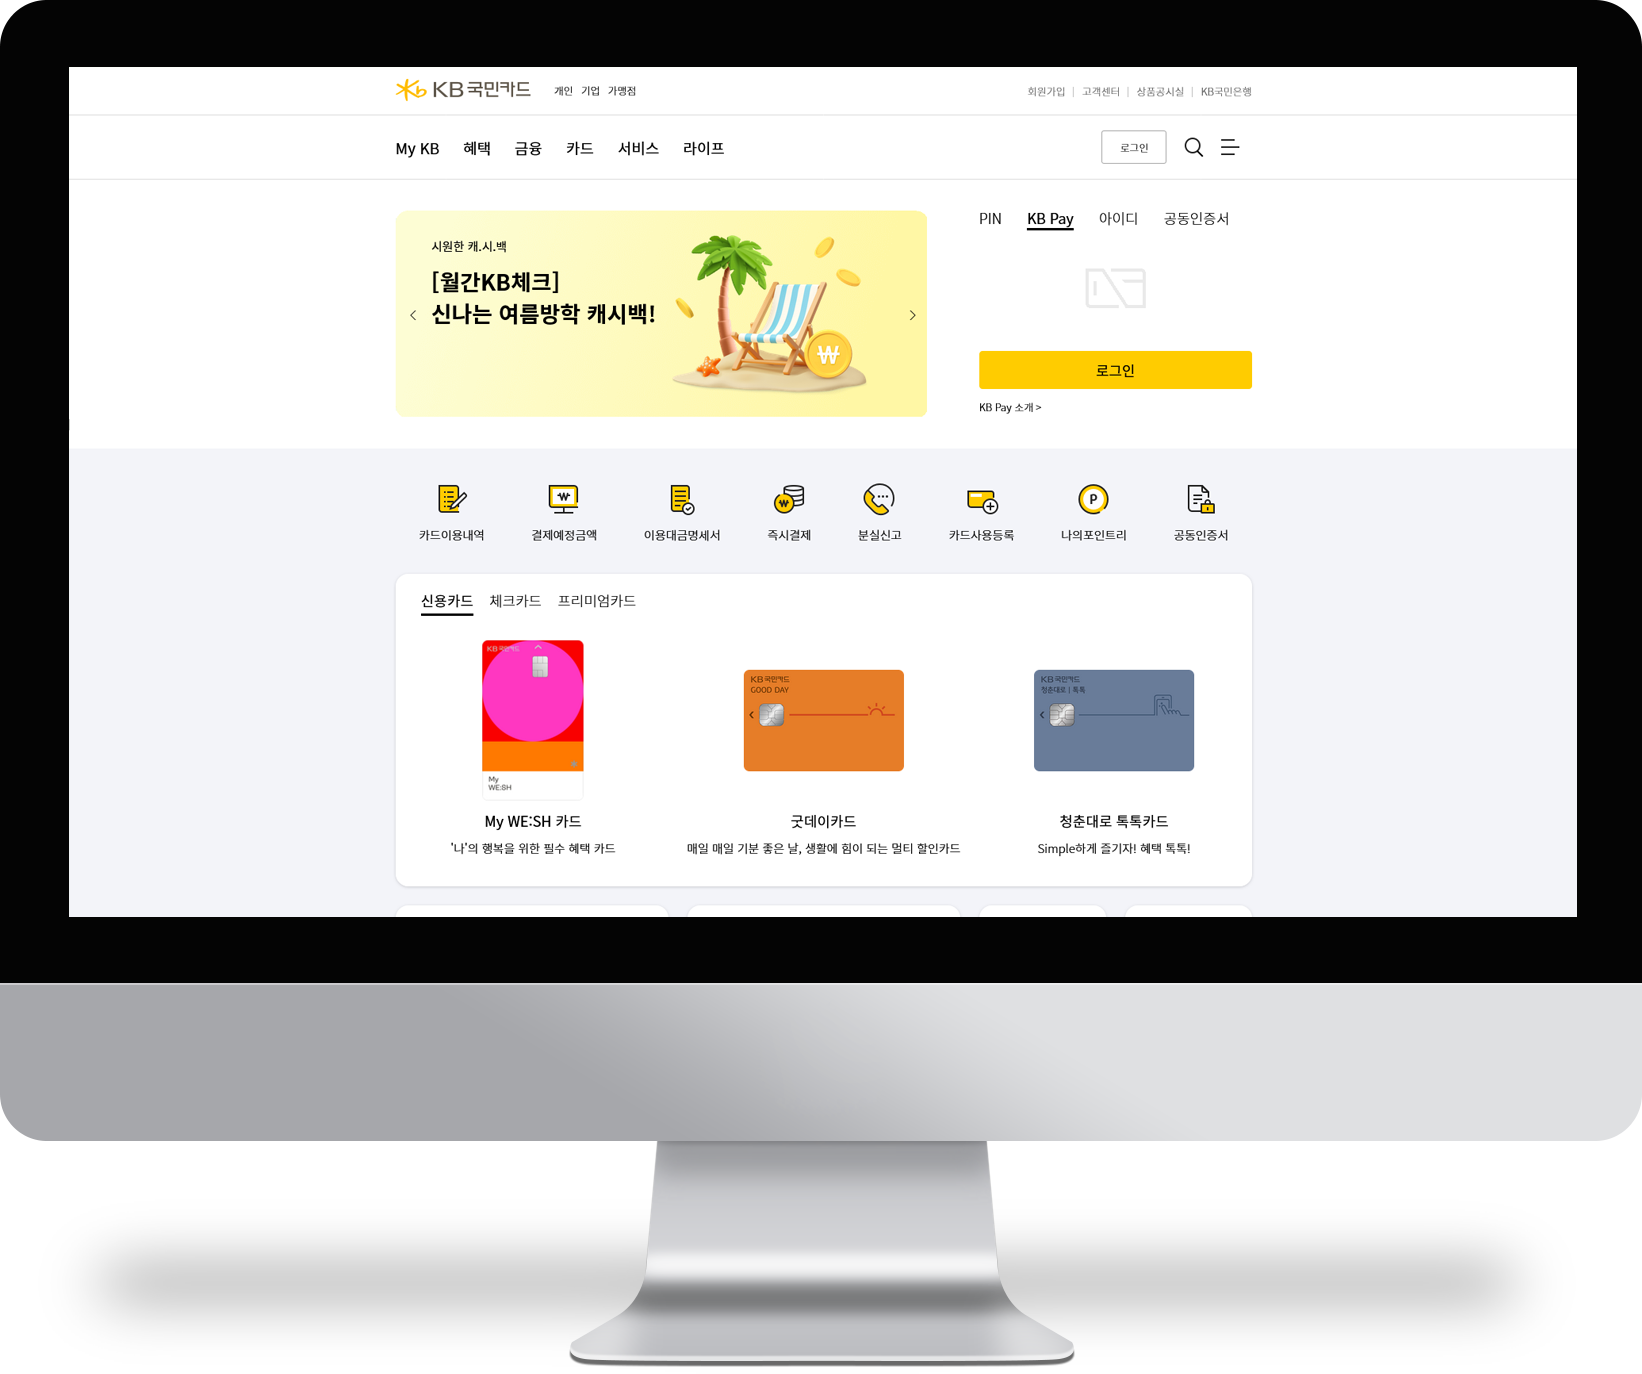 KB 국민카드 개인 기업 가맹점
회원가입 | 고객센터 | 상품공시실 | KB국민은행
My KB 혜택 금융 카드 서비스 라이프
로그인
시원한 캐.시.백
[월간KB체크]
신나는 여름방학 캐시백!
₩
PIN KB Pay 아이디 공동인증서
로그인
KB Pay 소개 >
₩
₩
P
카드이용내역 결제예정금액 이용대금명세서 즉시결제 분실신고 카드사용등록 나의포인트리 공동인증서
신용카드 체크카드 프리미엄카드
KB 국민카드
My
WE:SH
KB 국민카드
GOOD DAY
KB 국민카드
청춘대로 | 톡톡
My WE:SH 카드
'나'의 행복을 위한 필수 혜택 카드
굿데이카드
매일 매일 기분 좋은 날, 생활에 힘이 되는 멀티 할인카드
청춘대로 톡톡카드
Simple하게 즐기자! 혜택 톡톡!